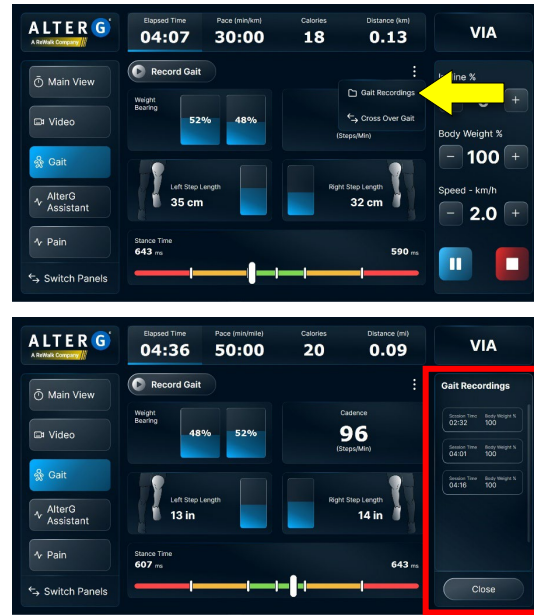 ALTER G
A ReWalk Company
Elapsed Time
04:07
Pace (min/km)
30:00
Calories
18
Distance (km)
0.13
VIA
Main View
Video
Gait
AlterG
Assistant
Pain
Switch Panels
Record Gait
Gait Recordings
Cross Over Gait
Weight
Bearing
52%
48%
(Steps/Min)
Left Step Length
35 cm
Right Step Length
32 cm
Stance Time
643 ms
590 ms
Body Weight %
100
Speed - km/h
2.0
ALTER G
A ReWalk Company
Elapsed Time
04:36
Pace (min/mile)
50:00
Calories
20
Distance (mi)
0.09
VIA
Main View
Video
Gait
AlterG
Assistant
Pain
Switch Panels
Record Gait
Weight
Bearing
48%
52%
Cadence
96
(Steps/Min)
Left Step Length
13 in
Right Step Length
14 in
Stance Time
607 ms
643 ms
Gait Recordings
Session Time Body Weight %
02:32 100
Session Time Body Weight %
04:01 100
Session Time Body Weight %
04:16 100
Close